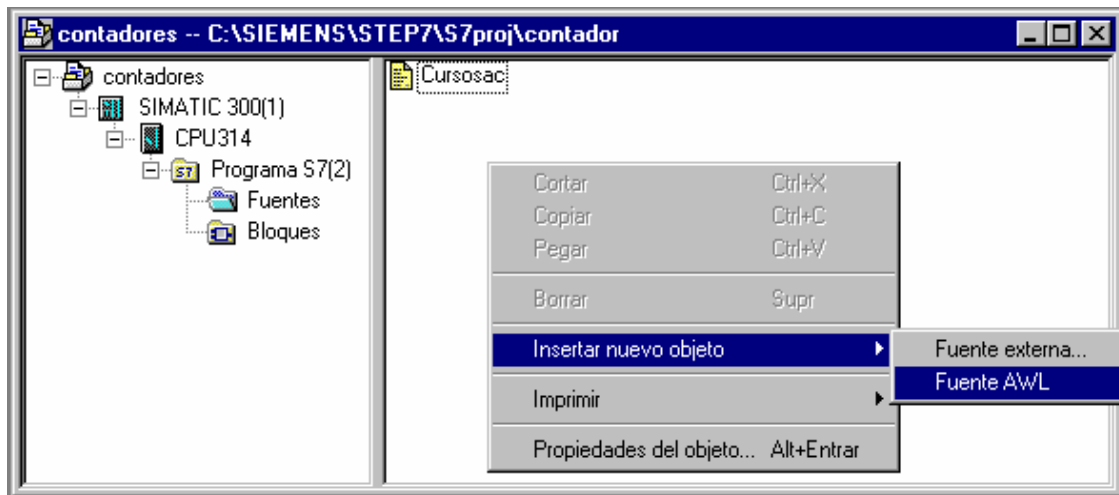 contadores -- C:\SIEMENS\STEP7\S7proj\contador
contadores
SIMATIC 300(1)
CPU314
S7 Programa S7(2)
Fuentes
Bloques
Cursosac
Cortar Ctrl+X
Copiar Ctrl+C
Pegar Ctrl+V
Borrar Supr
Insertar nuevo objeto
Imprimir
Propiedades del objeto... Alt+Entrar
Fuente externa...
Fuente AWL